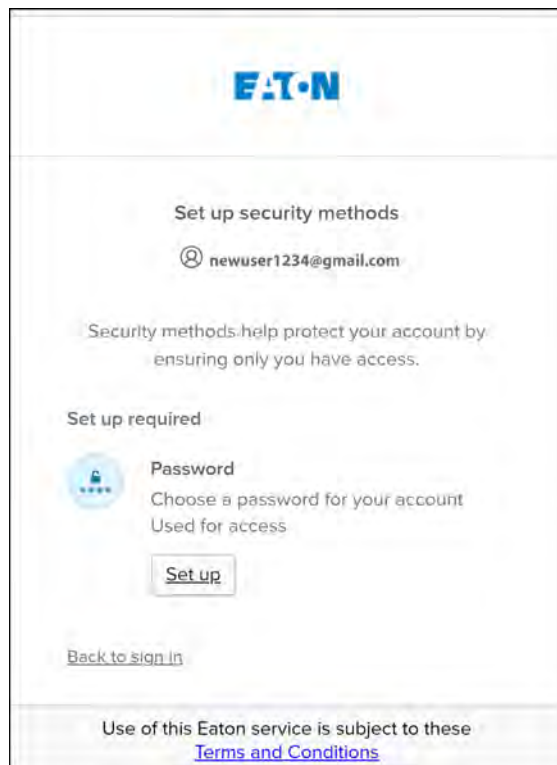 EATON
Set up security methods
newuser1234@gmail.com
Security methods help protect your account by
ensuring only you have access.
Set up required
Password
Choose a password for your account
Used for access
Set up
Back to sign in
Use of this Eaton service is subject to these
Terms and Conditions